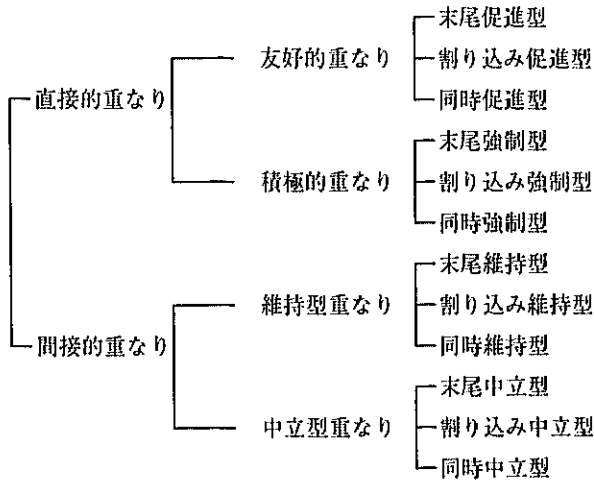 末尾促進型
友好的重なり
割り込み促進型
直接的重なり
同時促進型
末尾強制型
積極的重なり
割り込み強制型
同時強制型
末尾維持型
維持型重なり
割り込み維持型
間接的重なり
同時維持型
末尾中立型
中立型重なり
割り込み中立型
同時中立型